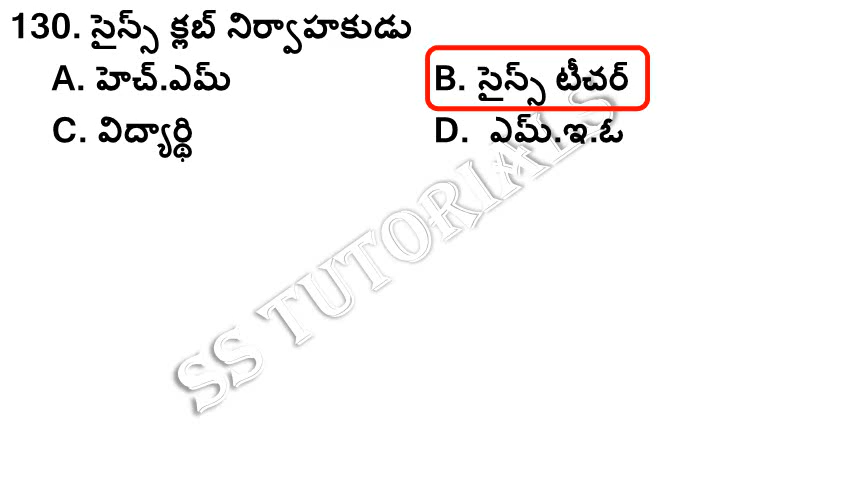 130. సైన్స్ క్లబ్ నిర్వాహకుడు
A. హెచ్.ఎమ్ B. సైన్స్ టీచర్
C. విద్యార్థి D. ఎమ్.ఇ.ఓ
SS TUTORIALS